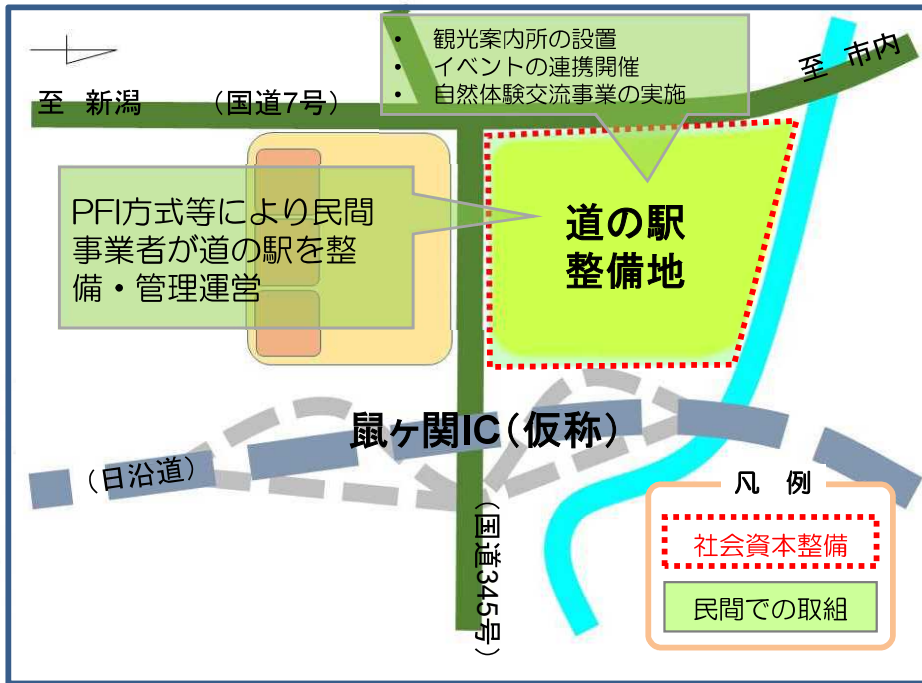 • 観光案内所の設置
• イベントの連携開催
• 自然体験交流事業の実施
至 市内
至 新潟 (国道7号)
PFI方式等により民間
事業者が道の駅を整
備・管理運営
道の駅
整備地
鼠ヶ関IC(仮称)
(日沿道)
(国道345号)
凡 例
社会資本整備
民間での取組